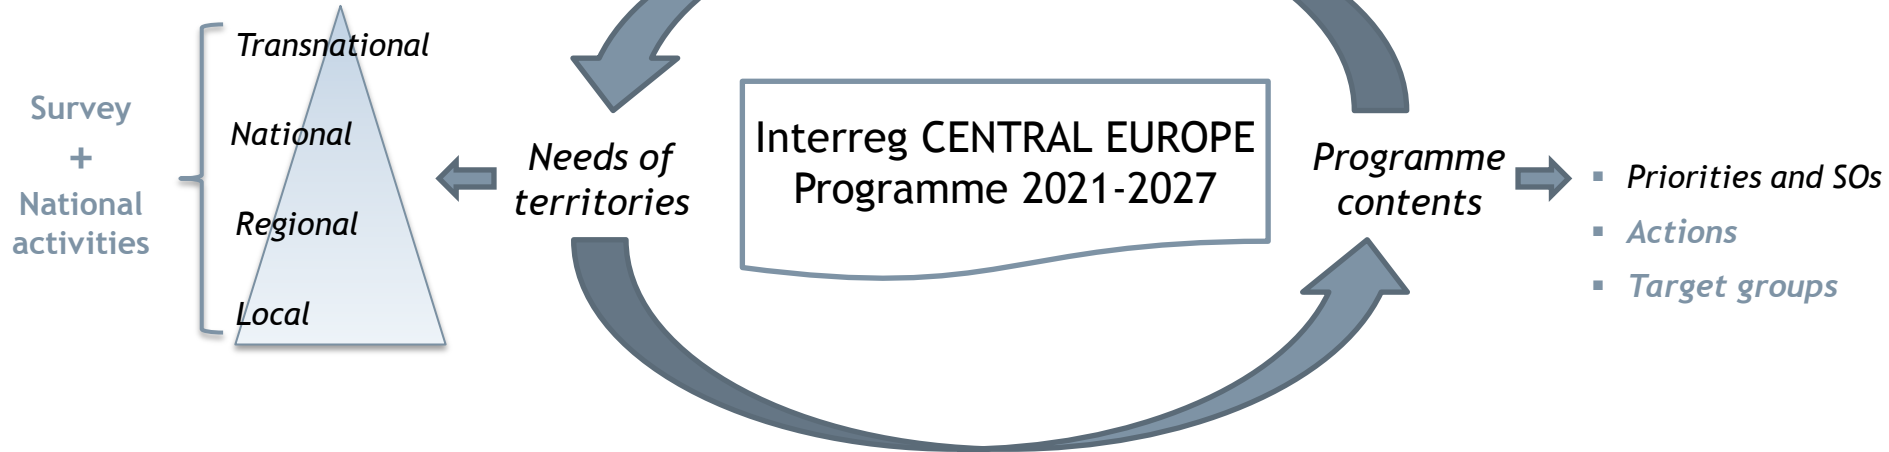 Survey
+
National
activities
Transnational
National
Regional
Local
Needs of
territories
Interreg CENTRAL EUROPE
Programme 2021-2027
Programme
contents
▪ Priorities and SOs
▪ Actions
▪ Target groups